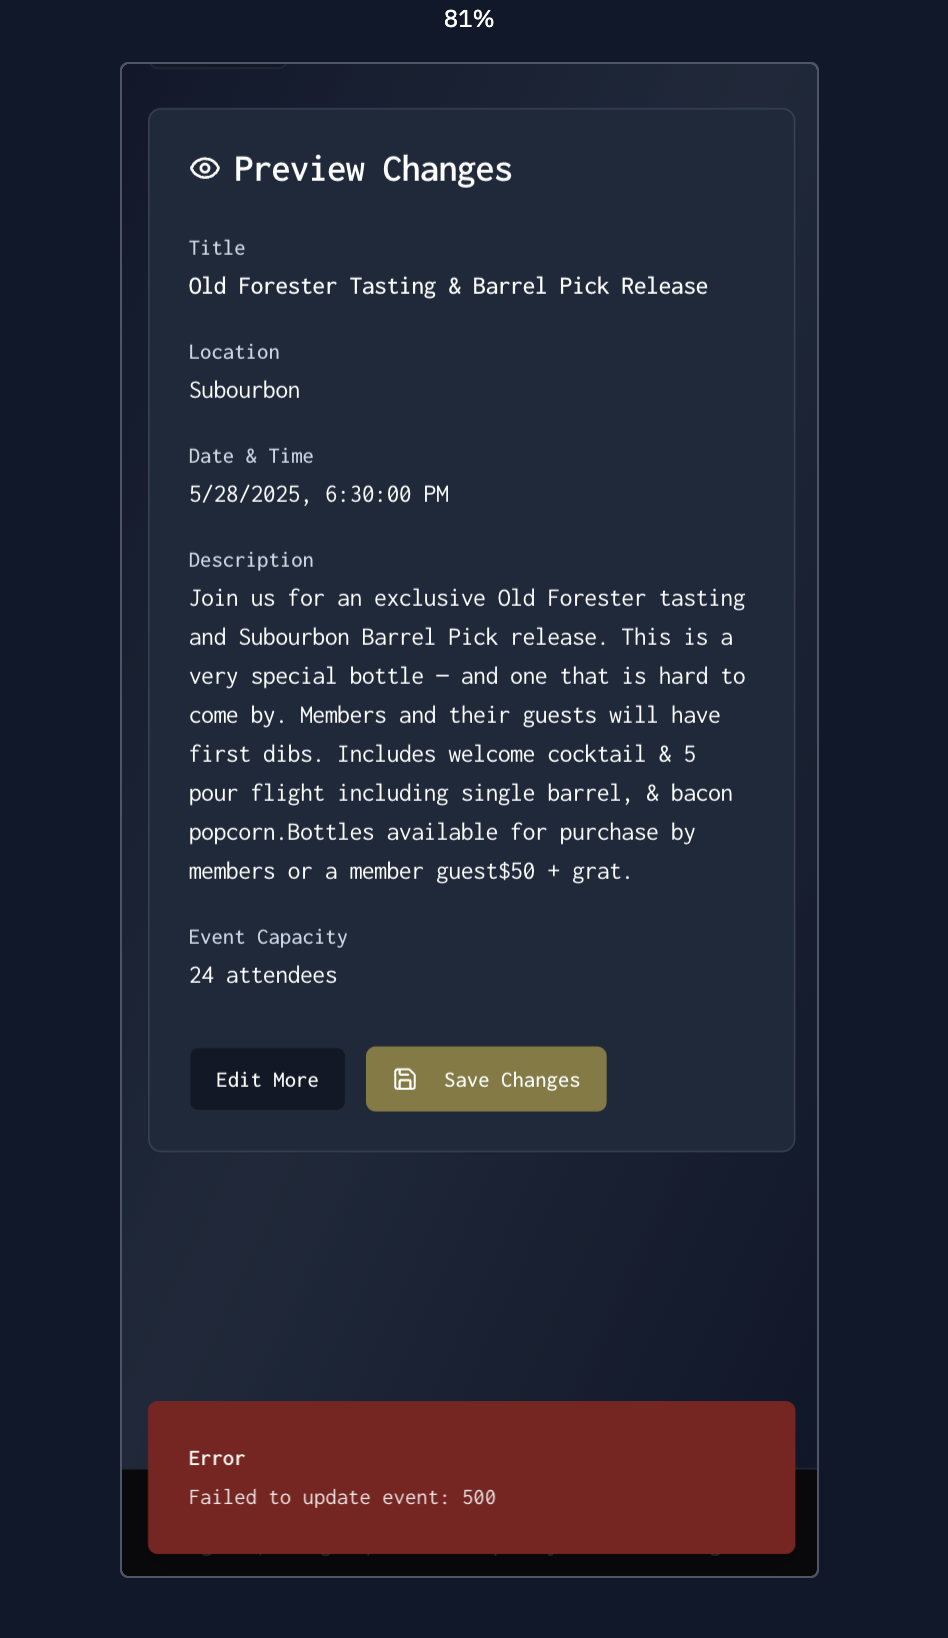 81%
Preview Changes
Title
Old Forester Tasting & Barrel Pick Release
Location
Subourbon
Date & Time
5/28/2025, 6:30:00 PM
Description
Join us for an exclusive Old Forester tasting
and Subourbon Barrel Pick release. This is a
very special bottle — and one that is hard to
come by. Members and their guests will have
first dibs. Includes welcome cocktail & 5
pour flight including single barrel, & bacon
popcorn.Bottles available for purchase by
members or a member guest$50 + grat.
Event Capacity
24 attendees
Edit More
Save Changes
Error
Failed to update event: 500